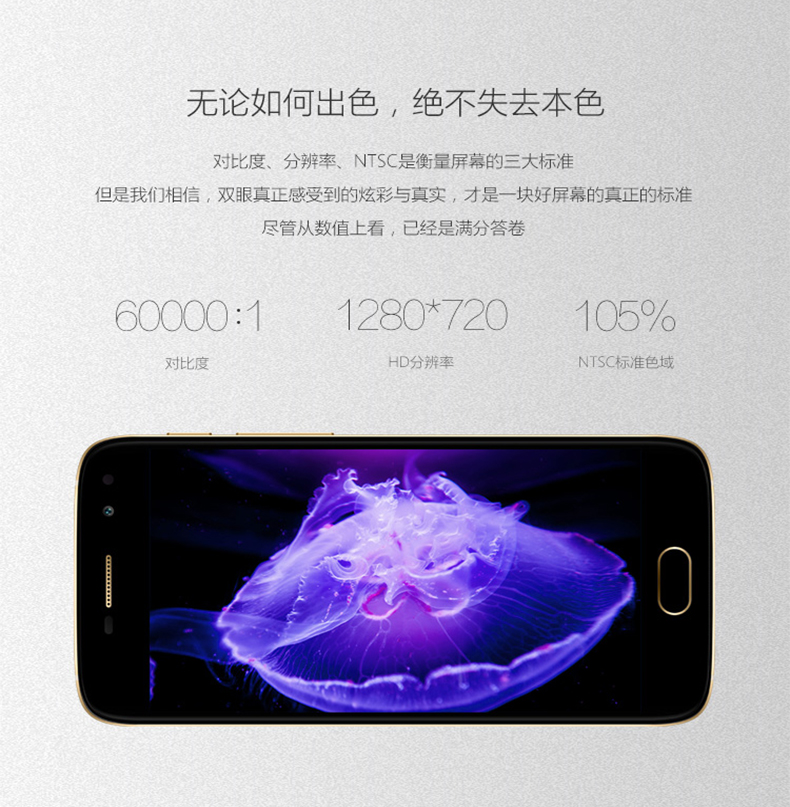 无论如何出色，绝不失去本色
对比度、分辨率、NTSC是衡量屏幕的三大标准
但是我们相信，双眼真正感受到的炫彩与真实，才是一块好屏幕的真正的标准
尽管从数值上看，已经是满分答卷
60000:1 1280*720 105%
对比度 HD分辨率 NTSC标准色域